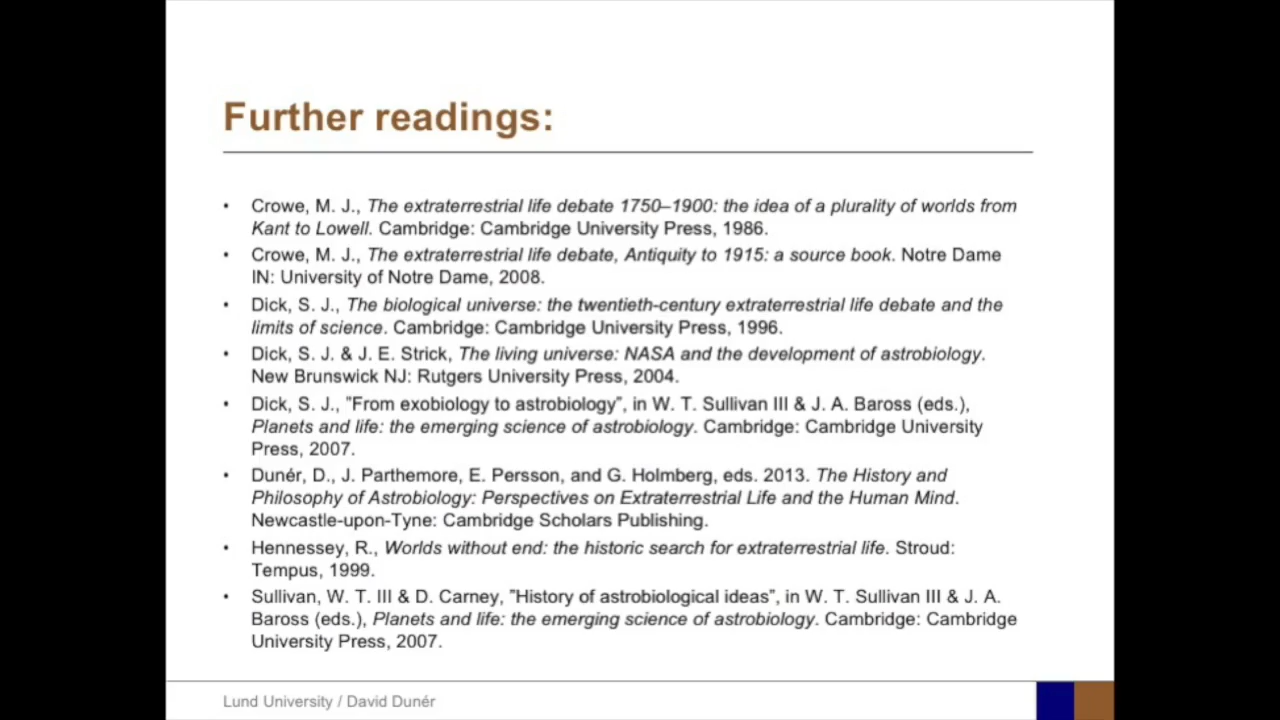 Further readings:
• Crowe, M. J., The extraterrestrial life debate 1750–1900: the idea of a plurality of worlds from
Kant to Lowell. Cambridge: Cambridge University Press, 1986.
• Crowe, M. J., The extraterrestrial life debate, Antiquity to 1915: a source book. Notre Dame
IN: University of Notre Dame, 2008.
• Dick, S. J., The biological universe: the twentieth-century extraterrestrial life debate and the
limits of science. Cambridge: Cambridge University Press, 1996.
• Dick, S. J. & J. E. Strick, The living universe: NASA and the development of astrobiology.
New Brunswick NJ: Rutgers University Press, 2004.
• Dick, S. J., ”From exobiology to astrobiology”, in W. T. Sullivan III & J. A. Baross (eds.),
Planets and life: the emerging science of astrobiology. Cambridge: Cambridge University
Press, 2007.
• Dunér, D., J. Parthemore, E. Persson, and G. Holmberg, eds. 2013. The History and
Philosophy of Astrobiology: Perspectives on Extraterrestrial Life and the Human Mind.
Newcastle-upon-Tyne: Cambridge Scholars Publishing.
• Hennessey, R., Worlds without end: the historic search for extraterrestrial life. Stroud:
Tempus, 1999.
• Sullivan, W. T. III & D. Carney, ”History of astrobiological ideas”, in W. T. Sullivan III & J. A.
Baross (eds.), Planets and life: the emerging science of astrobiology. Cambridge: Cambridge
University Press, 2007.
Lund University / David Dunér